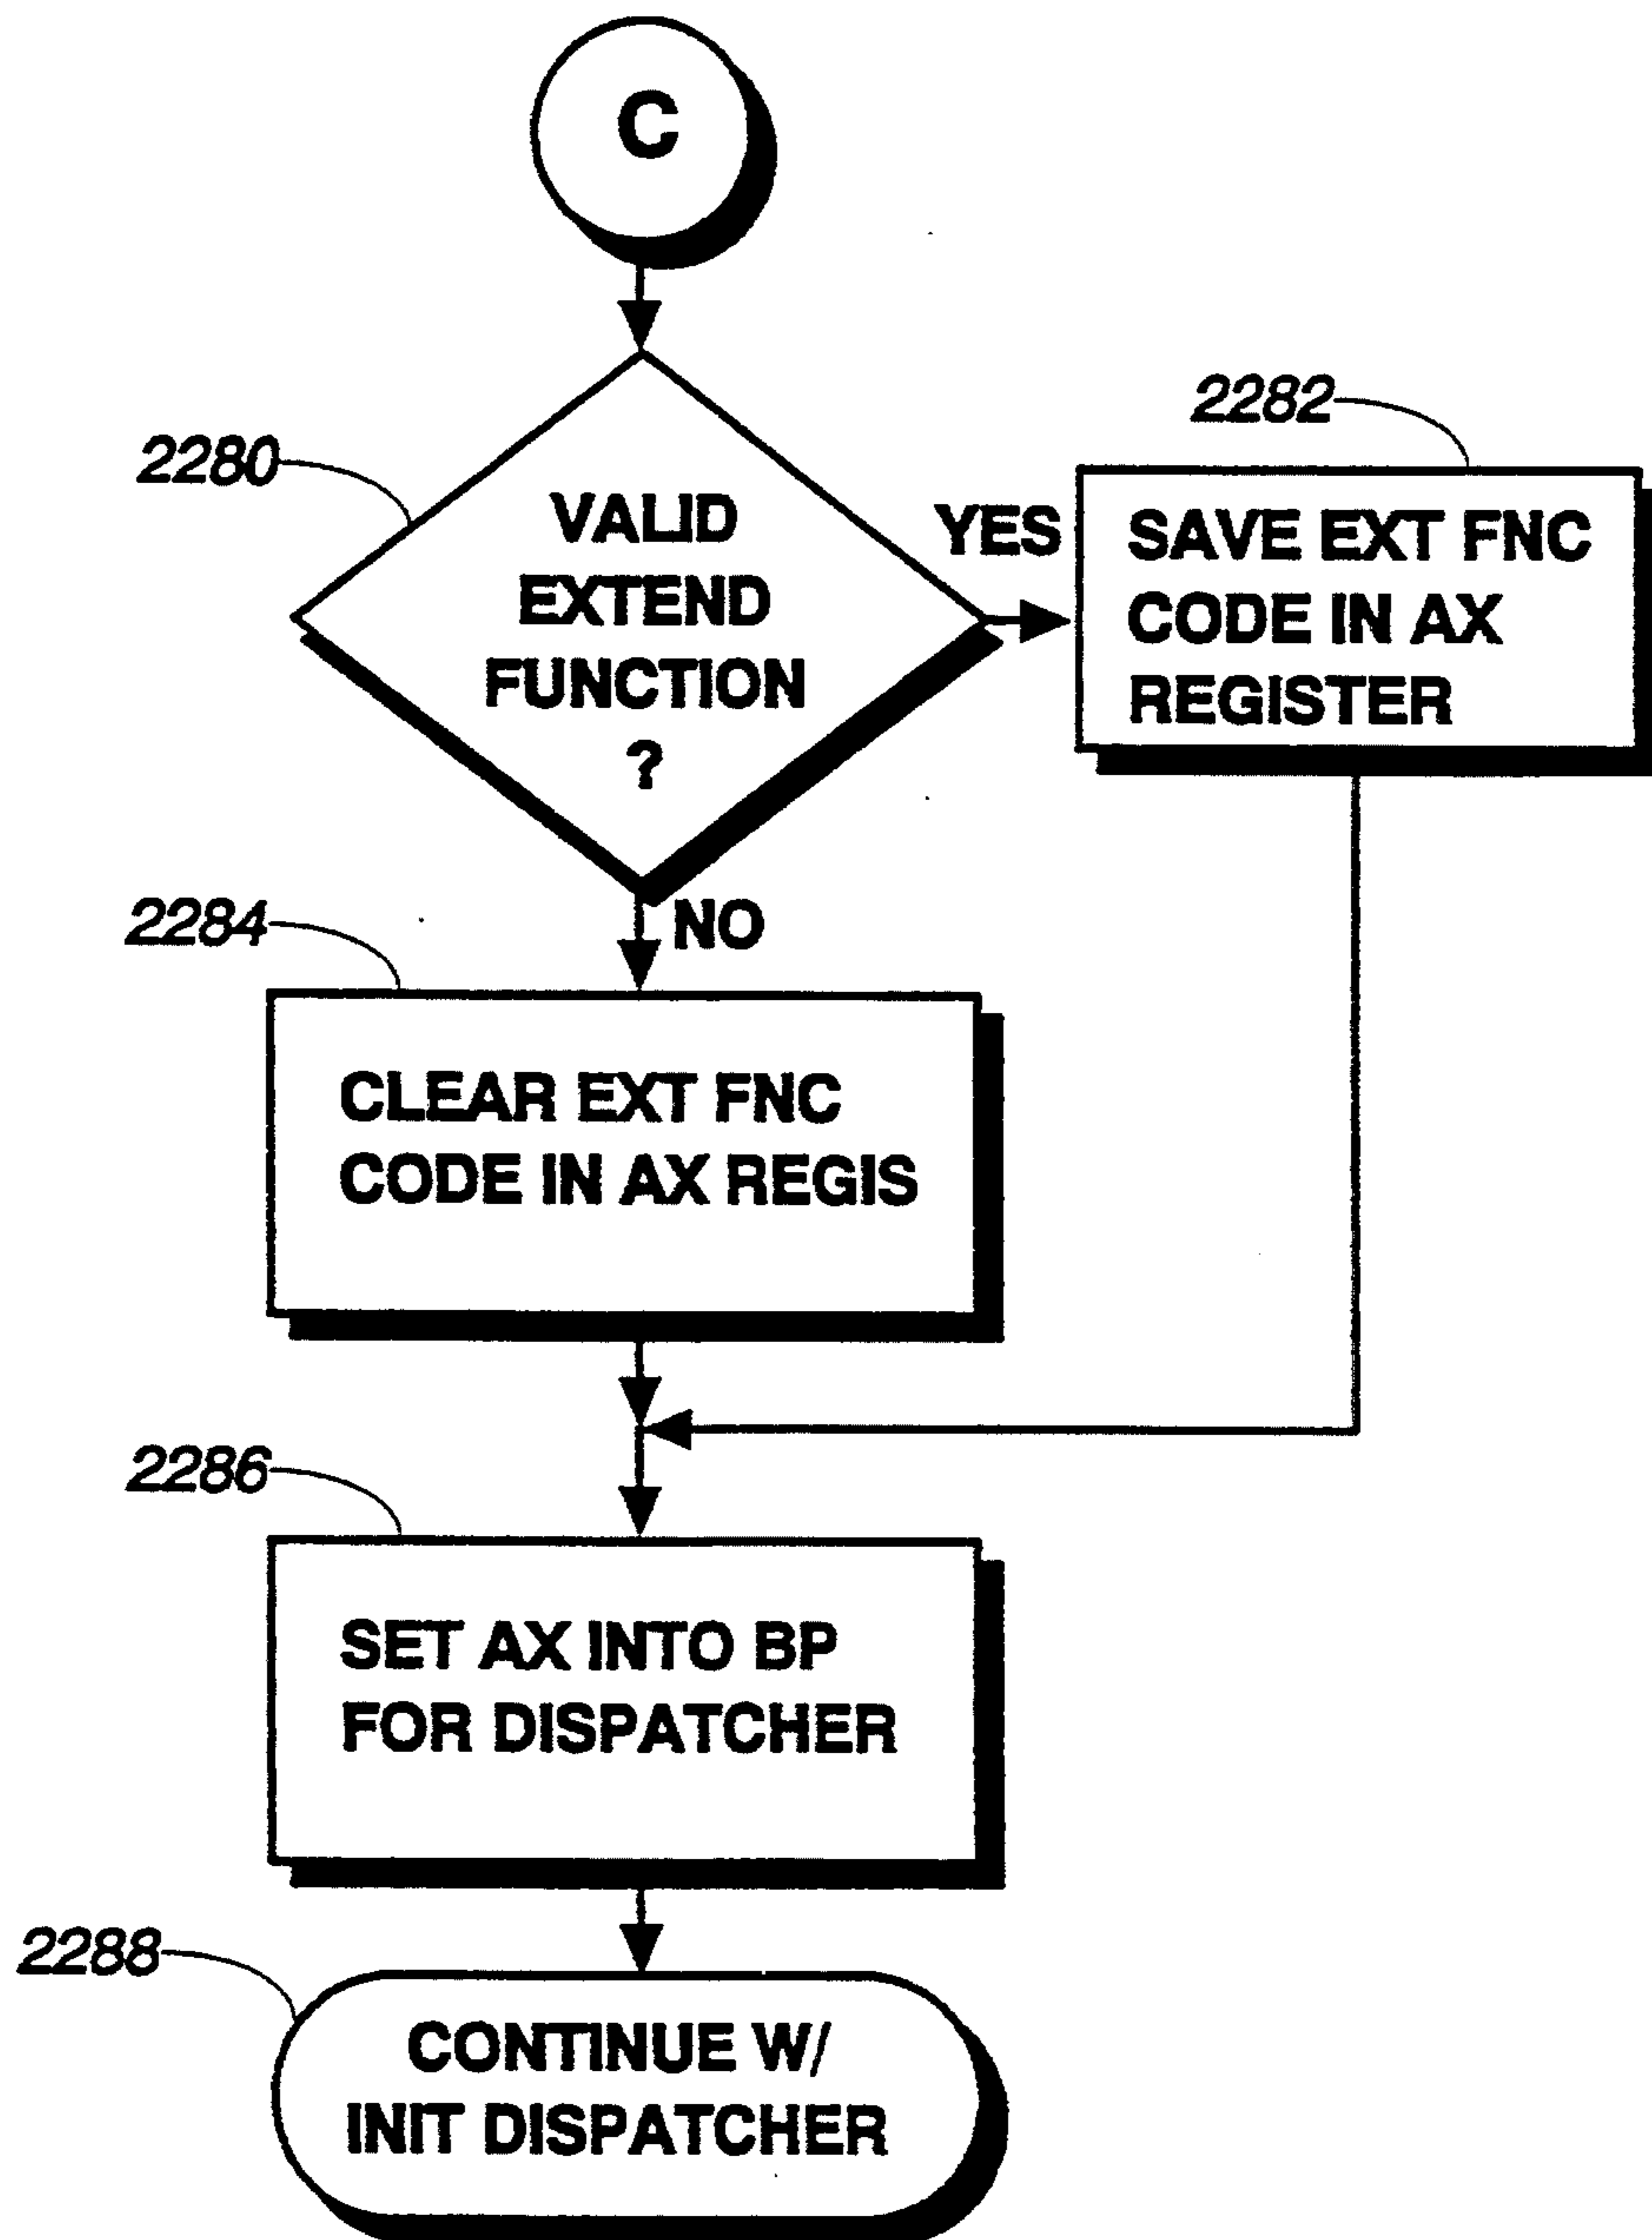 C
2280
VALID
EXTEND
FUNCTION
?
YES
2282
SAVE EXT FNC
CODE IN AX
REGISTER
NO
2284
CLEAR EXT FNC
CODE IN AX REGIS
2286
SET AX INTO BP
FOR DISPATCHER
2288
CONTINUE W/
INIT DISPATCHER